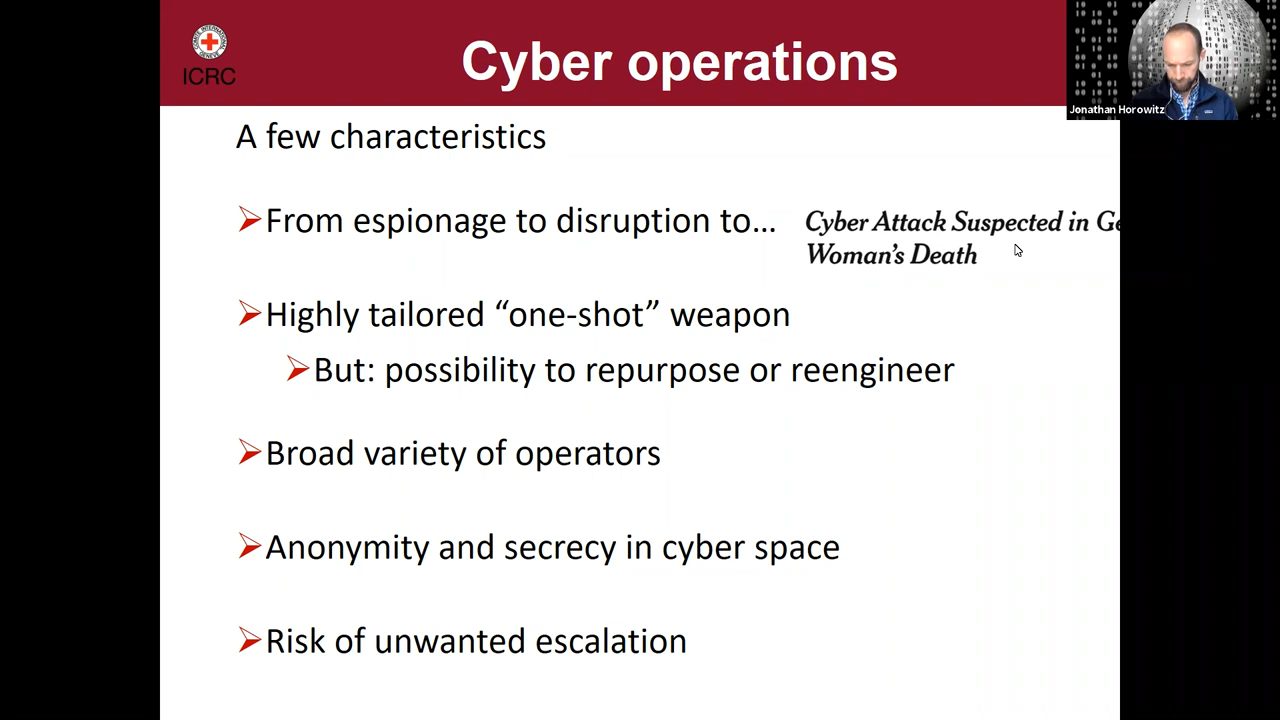 ICRC
Cyber operations
Jonathan Horowitz
A few characteristics
➢From espionage to disruption to...
Cyber Attack Suspected in
Woman's Death
➢Highly tailored “one-shot” weapon
➢But: possibility to repurpose or reengineer
➢Broad variety of operators
➢Anonymity and secrecy in cyber space
➢Risk of unwanted escalation